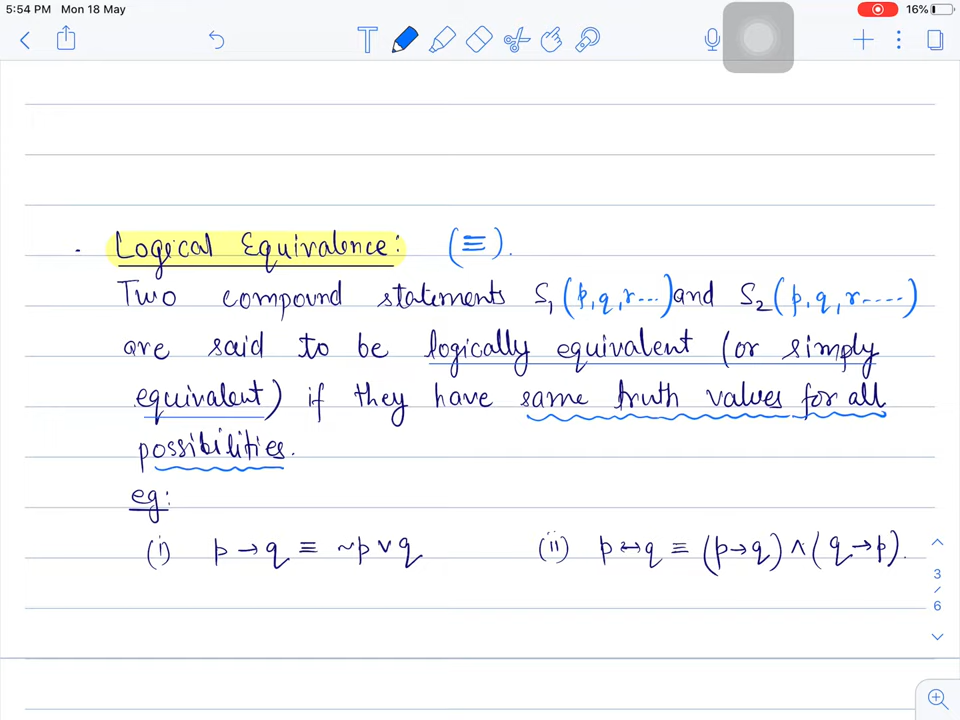 5:54 PM Mon 18 May 16%
T
. Logical Equivalence: (≡).
Two compound statements S₁ (p, q, r...) and S₂ (p, q, r....)
are said to be logically equivalent (or simply
equivalent) if they have same truth values for all
possibilities.
eg:
(i) p → q ≡ ~p ∨ q (ii) p ↔ q ≡ (p → q) ∧ (q → p).
3
/
6